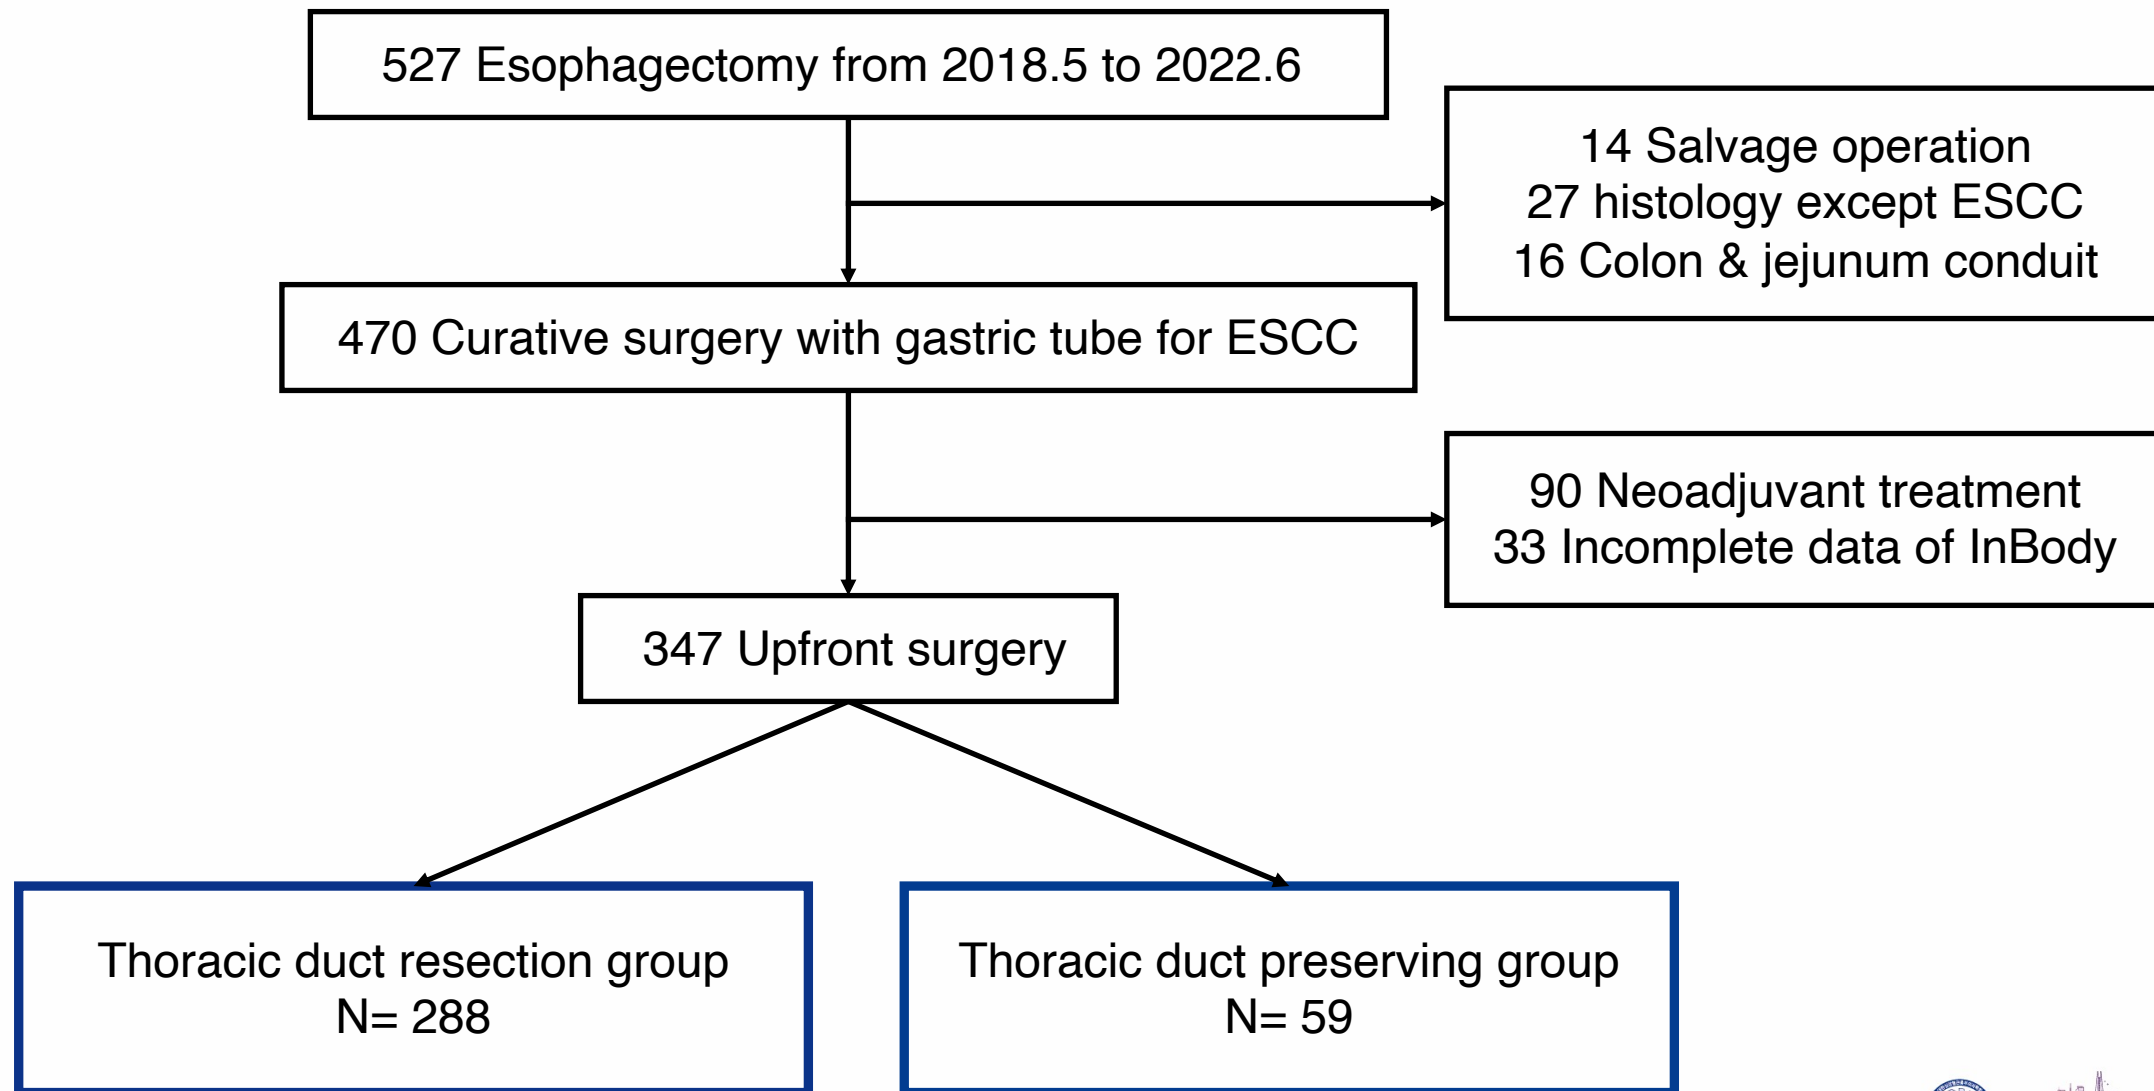 527 Esophagectomy from 2018.5 to 2022.6
14 Salvage operation
27 histology except ESCC
16 Colon & jejunum conduit
470 Curative surgery with gastric tube for ESCC
90 Neoadjuvant treatment
33 Incomplete data of InBody
347 Upfront surgery
Thoracic duct resection group
N= 288
Thoracic duct preserving group
N= 59